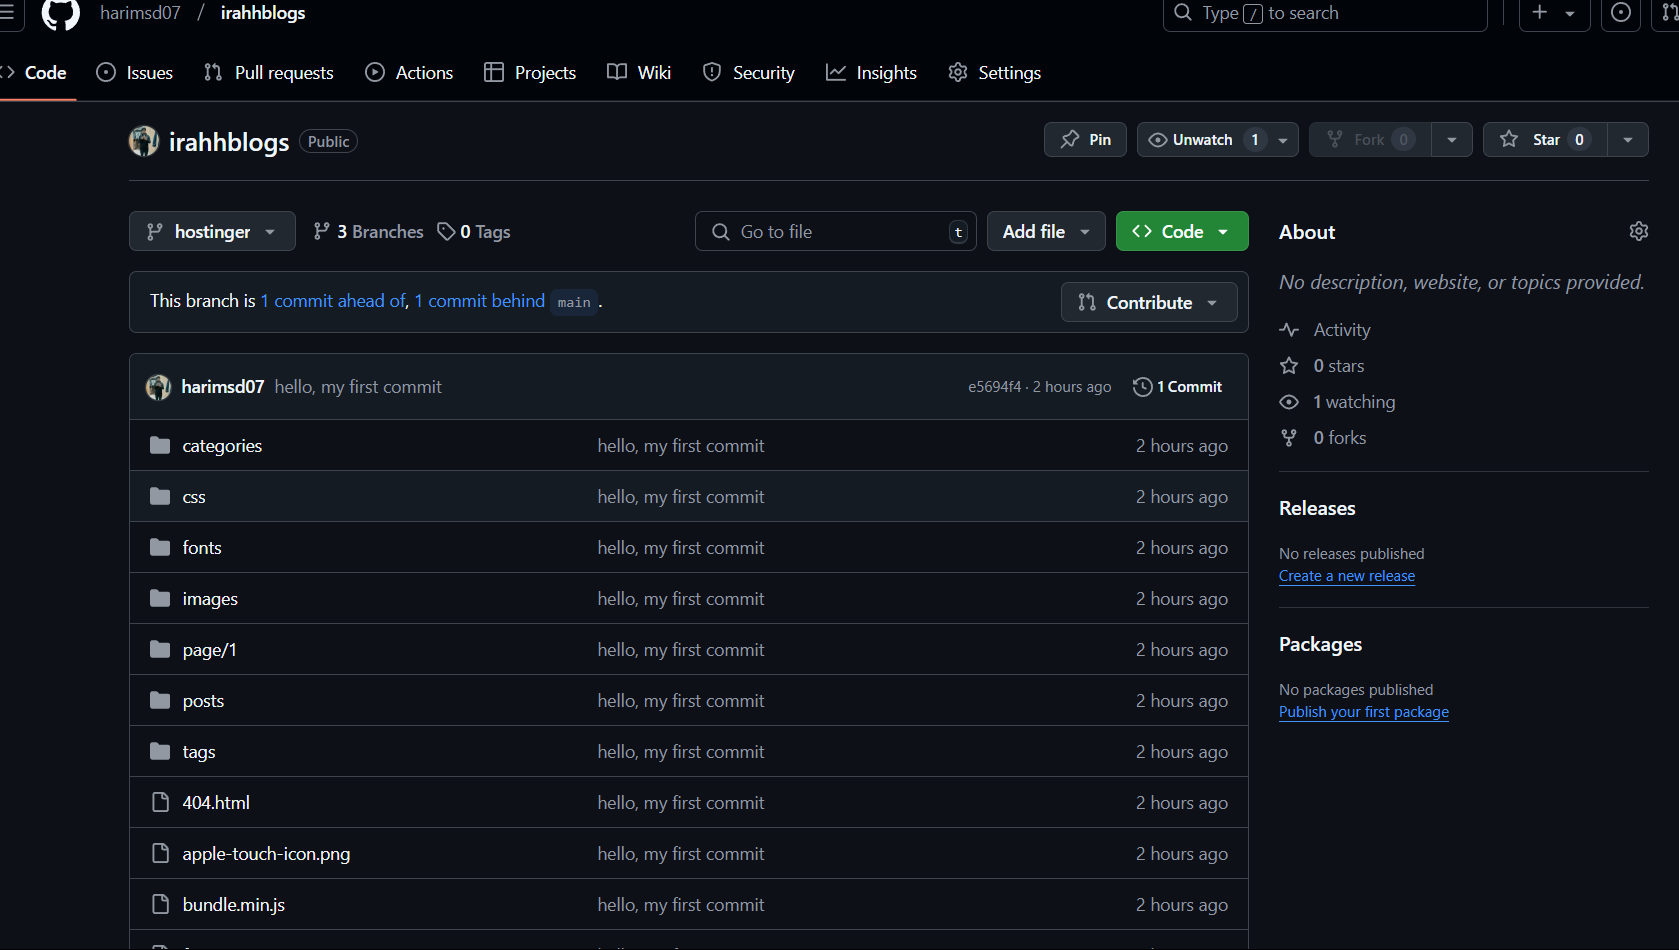 harimsd07 / irahhblogs
Type / to search
Code Issues Pull requests Actions Projects Wiki Security Insights Settings
irahhblogs Public
Pin Unwatch 1 Fork 0 Star 0
hostinger 3 Branches 0 Tags
Go to file t Add file Code
This branch is 1 commit ahead of, 1 commit behind main .
Contribute
harimsd07 hello, my first commit e5694f4 · 2 hours ago 1 Commit
categories hello, my first commit 2 hours ago
css hello, my first commit 2 hours ago
fonts hello, my first commit 2 hours ago
images hello, my first commit 2 hours ago
page/1 hello, my first commit 2 hours ago
posts hello, my first commit 2 hours ago
tags hello, my first commit 2 hours ago
404.html hello, my first commit 2 hours ago
apple-touch-icon.png hello, my first commit 2 hours ago
bundle.min.js hello, my first commit 2 hours ago
About
No description, website, or topics provided.
Activity
0 stars
1 watching
0 forks
Releases
No releases published
Create a new release
Packages
No packages published
Publish your first package